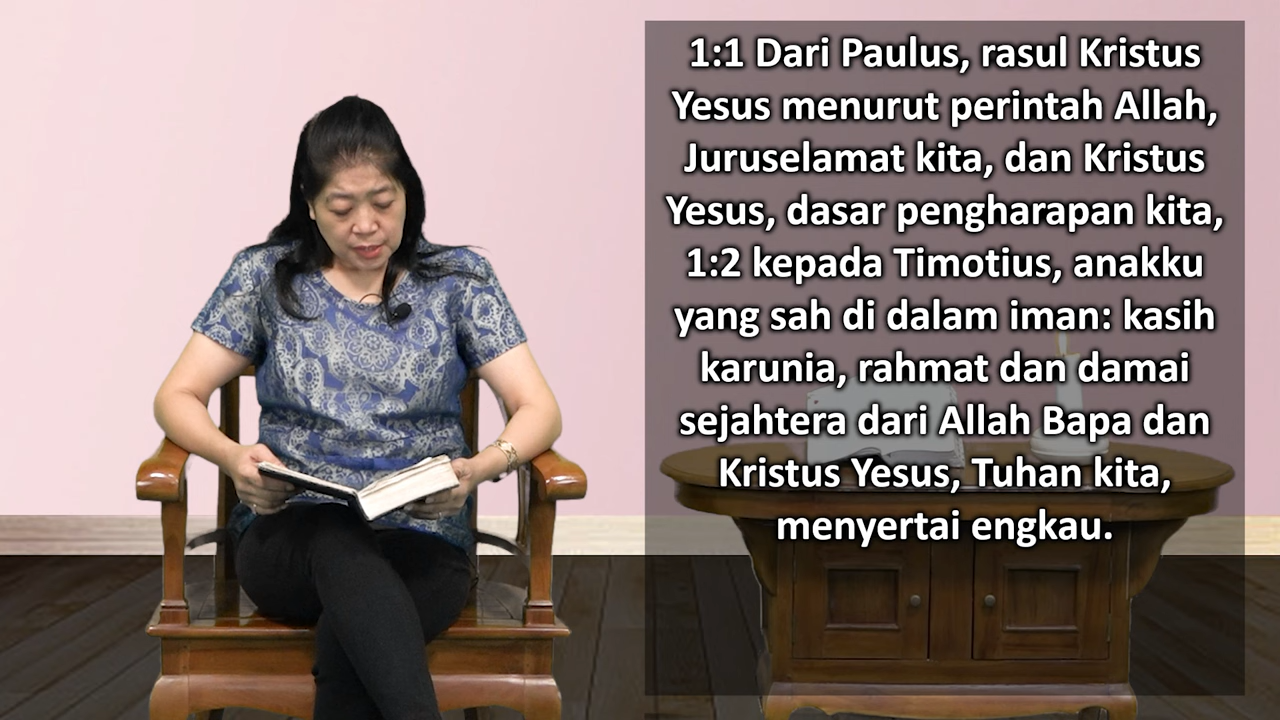 1:1 Dari Paulus, rasul Kristus
Yesus menurut perintah Allah,
Juruselamat kita, dan Kristus
Yesus, dasar pengharapan kita,
1:2 kepada Timotius, anakku
yang sah di dalam iman: kasih
karunia, rahmat dan damai
sejahtera dari Allah Bapa dan
Kristus Yesus, Tuhan kita,
menyertai engkau.